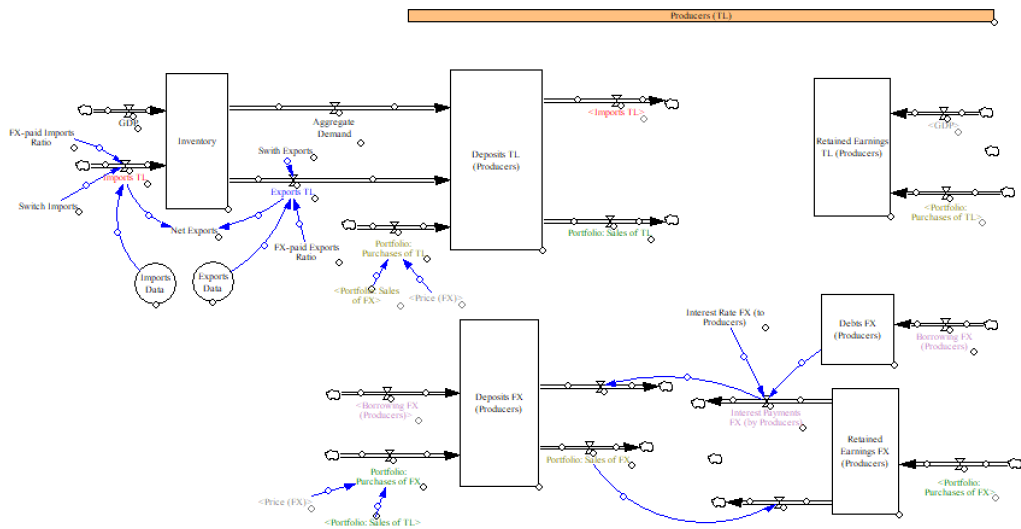 Producers (TL)
GDP
FX-paid Imports
Ratio
Imports TL
Switch Imports
Inventory
Aggregate
Demand
Swith Exports
Exports TL
Net Exports
FX-paid Exports
Ratio
Imports
Data
Exports
Data
Deposits TL
(Producers)
Portfolio:
Purchases of TL
<Portfolio: Sales
of FX>
<Price (FX)>
<Imports TL>
Portfolio: Sales of TL
Retained Earnings
TL (Producers)
<GDP>
<Portfolio:
Purchases of TL>
Interest Rate FX (to
Producers)
Debts FX
(Producers)
Borrowing FX
(Producers)
Deposits FX
(Producers)
<Borrowing FX
(Producers)>
Portfolio:
Purchases of FX
<Price (FX)>
<Portfolio: Sales of TL>
Portfolio: Sales of FX
Interest Payments
FX (by Producers)
Retained
Earnings FX
(Producers)
<Portfolio:
Purchases of FX>